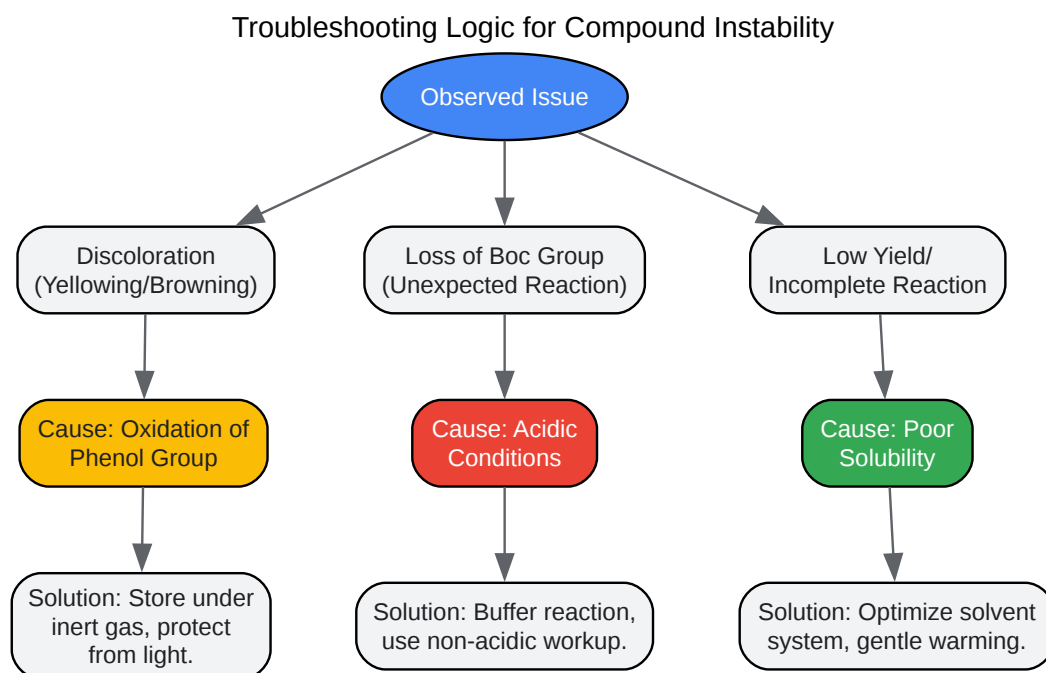 Troubleshooting Logic for Compound Instability
Observed Issue
Discoloration
(Yellowing/Browning)
Loss of Boc Group
(Unexpected Reaction)
Low Yield/
Incomplete Reaction
Cause: Oxidation of
Phenol Group
Cause: Acidic
Conditions
Cause: Poor
Solubility
Solution: Store under
inert gas, protect
from light.
Solution: Buffer reaction,
use non-acidic workup.
Solution: Optimize solvent
system, gentle warming.